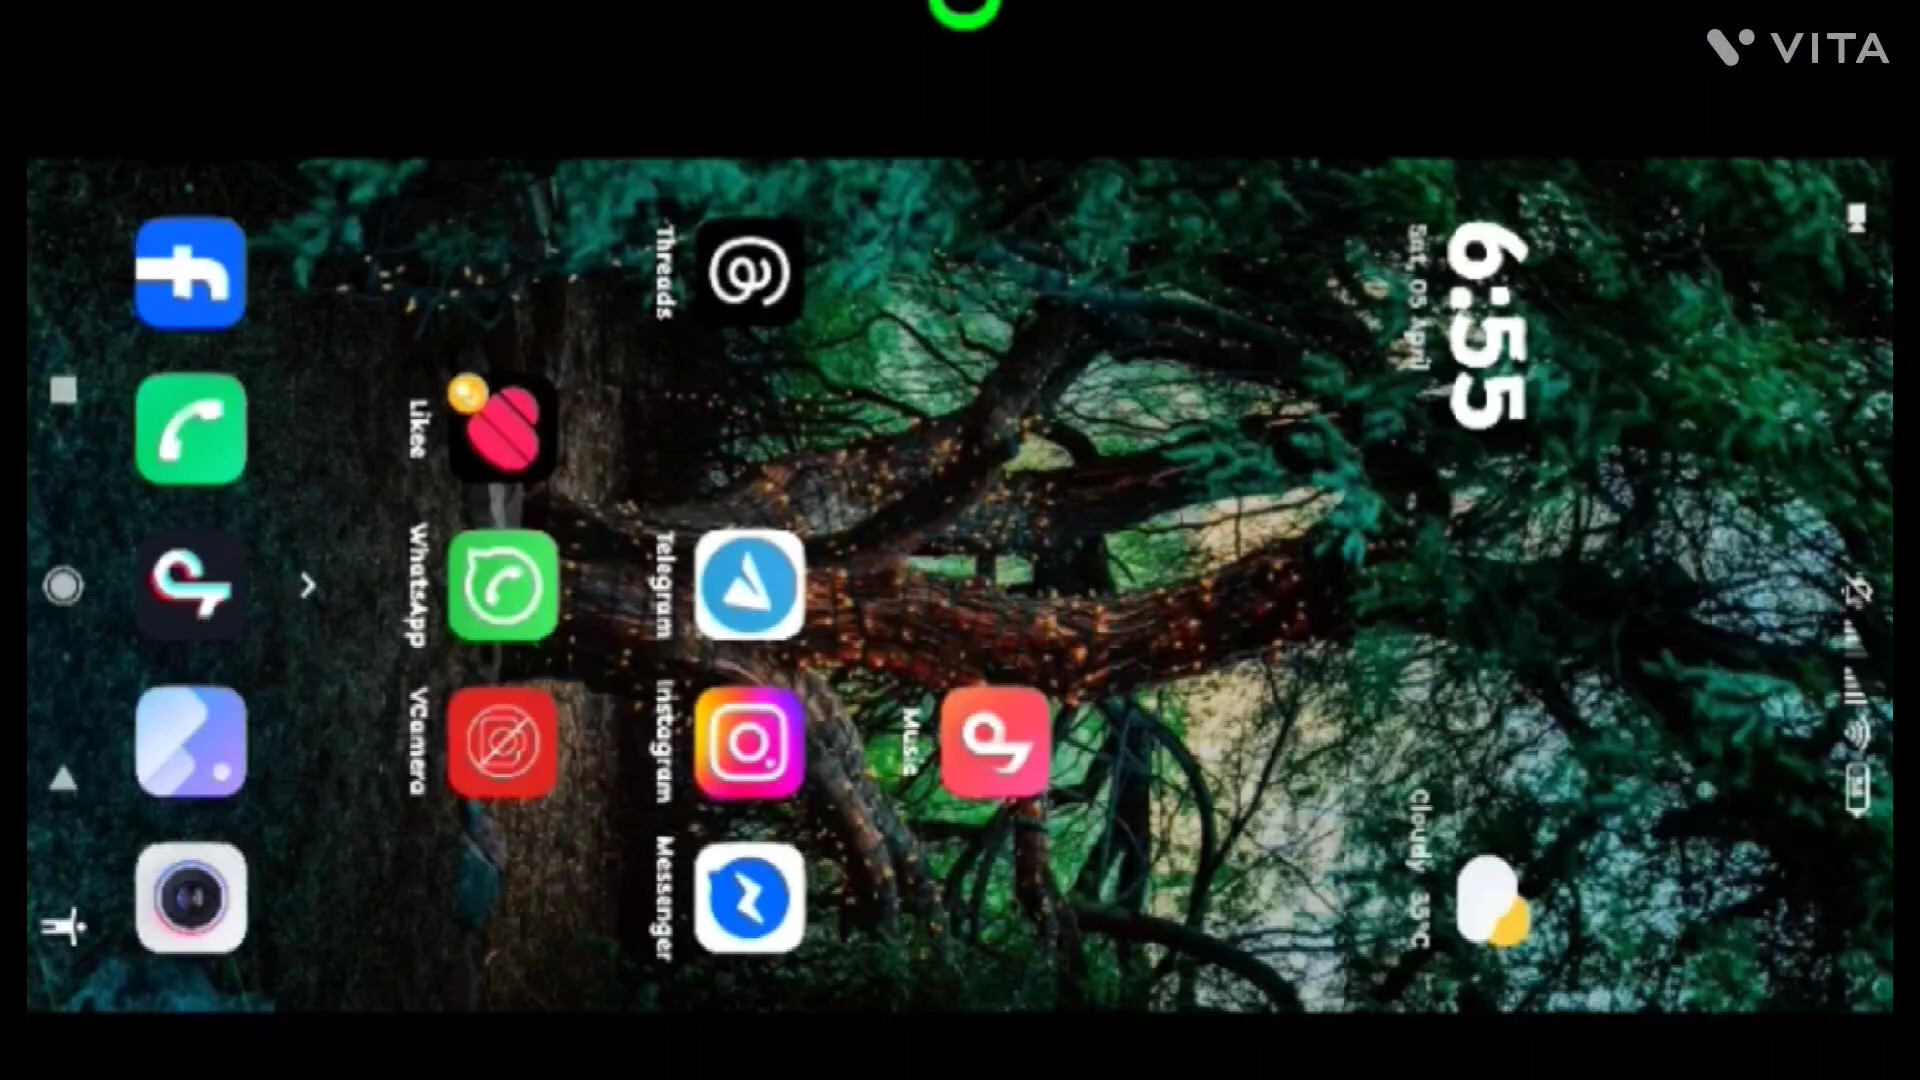 VITA
6:55
Sat, 05 April
Cloudy 35°C
Music
Threads
Telegram
Instagram
Messenger
Likee
WhatsApp
VCamera